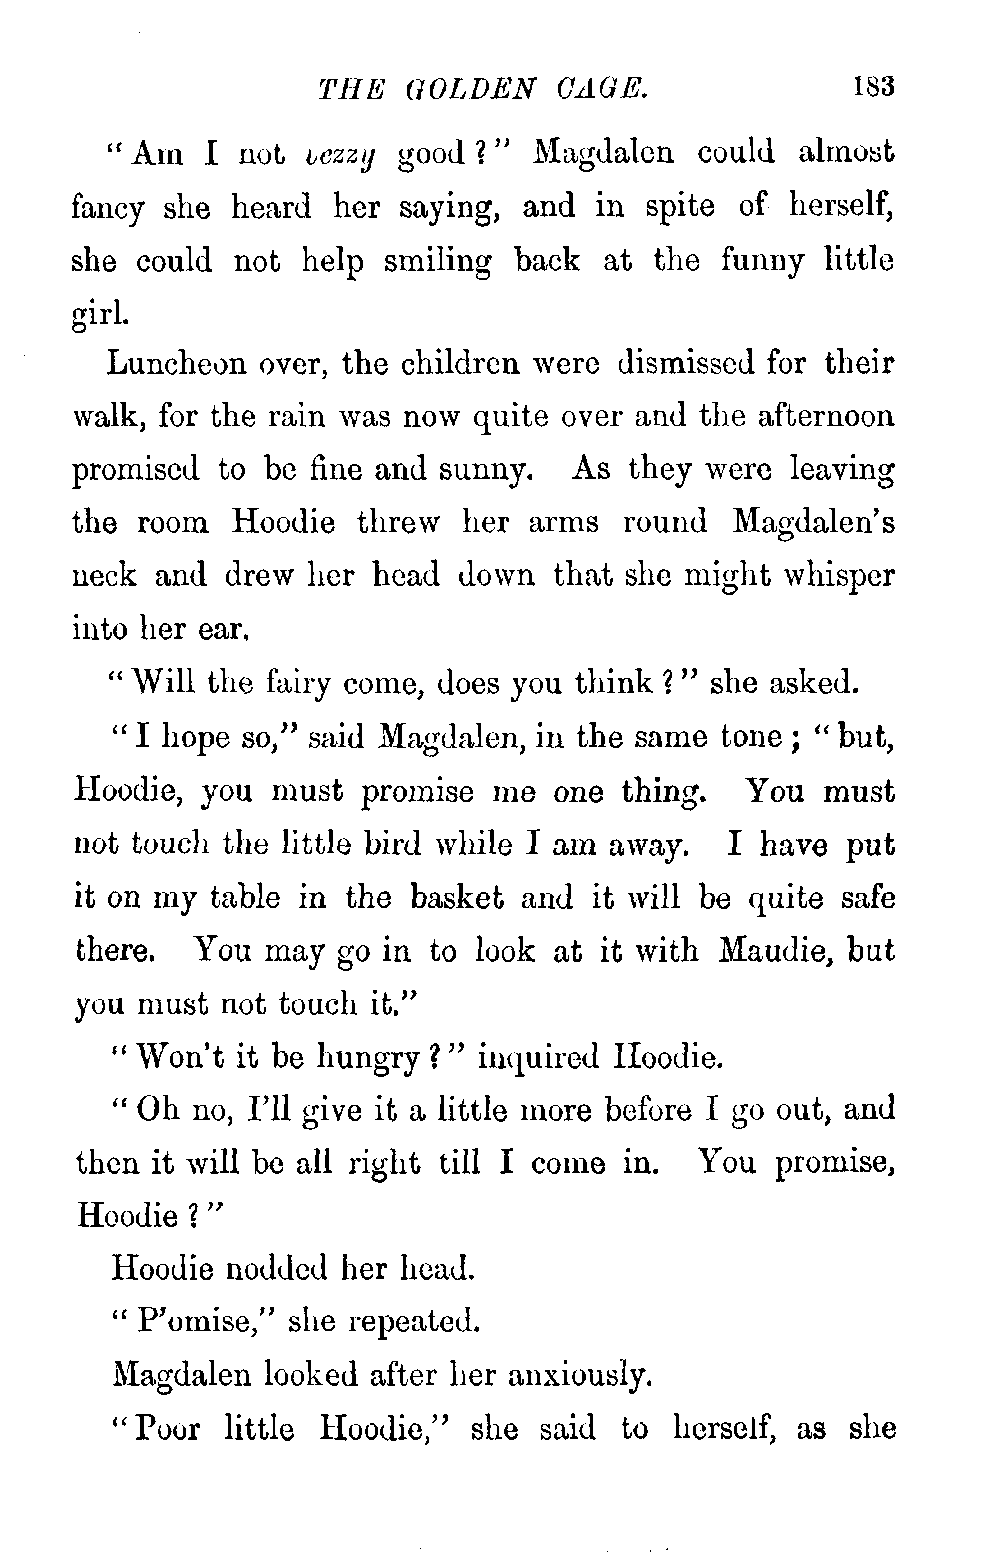 THE GOLDEN CAGE. 183
“Am I not vezzy good?” Magdalen could almost
fancy she heard her saying, and in spite of herself,
she could not help smiling back at the funny little
girl.
Luncheon over, the children were dismissed for their
walk, for the rain was now quite over and the afternoon
promised to be fine and sunny. As they were leaving
the room Hoodie threw her arms round Magdalen’s
neck and drew her head down that she might whisper
into her ear.
“Will the fairy come, does you think?” she asked.
“I hope so,” said Magdalen, in the same tone; “but,
Hoodie, you must promise me one thing. You must
not touch the little bird while I am away. I have put
it on my table in the basket and it will be quite safe
there. You may go in to look at it with Maudie, but
you must not touch it.”
“Won’t it be hungry?” inquired Hoodie.
“Oh no, I’ll give it a little more before I go out, and
then it will be all right till I come in. You promise,
Hoodie?”
Hoodie nodded her head.
“P’omise,” she repeated.
Magdalen looked after her anxiously.
“Poor little Hoodie,” she said to herself, as she